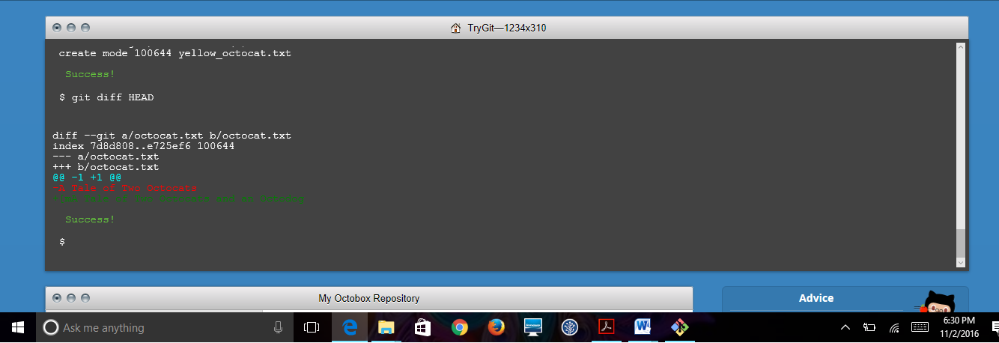 TryGit—1234x310
create mode 100644 yellow_octocat.txt
Success!
$ git diff HEAD
diff --git a/octocat.txt b/octocat.txt
index 7d8d808..e725ef6 100644
--- a/octocat.txt
+++ b/octocat.txt
@@ -1 +1 @@
-A Tale of Two Octocats
+[mA Tale of Two Octocats and an Octodog
Success!
$
My Octobox Repository
Advice
Ask me anything
6:30 PM
11/2/2016